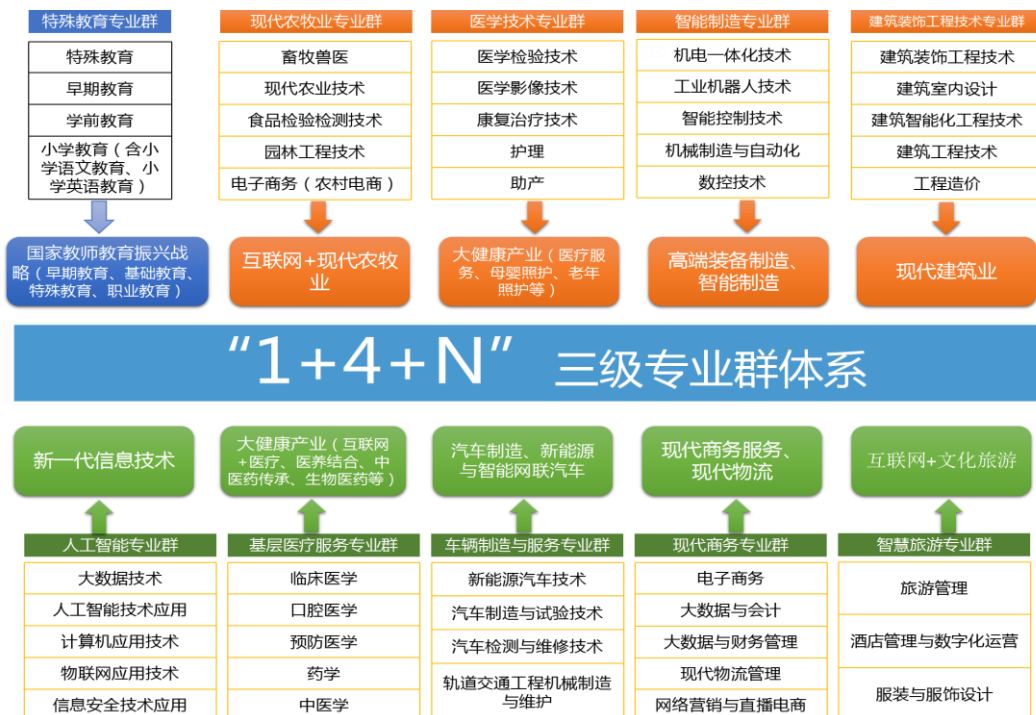 特殊教育专业群
现代农牧业专业群
医学技术专业群
智能制造专业群
建筑装饰工程技术专业群
特殊教育
早期教育
学前教育
小学教育（含小
学语文教育、小
学英语教育）
畜牧兽医
现代农业技术
食品检验检测技术
园林工程技术
电子商务（农村电商）
医学检验技术
医学影像技术
康复治疗技术
护理
助产
机电一体化技术
工业机器人技术
智能控制技术
机械制造与自动化
数控技术
建筑装饰工程技术
建筑室内设计
建筑智能化工程技术
建筑工程技术
工程造价
国家教师教育振兴战
略（早期教育、基础教育、
特殊教育、职业教育）
互联网+现代农牧
业
大健康产业（医疗服
务、母婴照护、老年
照护等）
高端装备制造、
智能制造
现代建筑业
“1+4+N” 三级专业群体系
新一代信息技术
大健康产业（互联网
+医疗、医养结合、中
医药传承、生物医药等）
汽车制造、新能源
与智能网联汽车
现代商务服务、
现代物流
互联网+文化旅游
人工智能专业群
基层医疗服务专业群
车辆制造与服务专业群
现代商务专业群
智慧旅游专业群
大数据技术
人工智能技术应用
计算机应用技术
物联网应用技术
信息安全技术应用
临床医学
口腔医学
预防医学
药学
中医学
新能源汽车技术
汽车制造与试验技术
汽车检测与维修技术
轨道交通工程机械制造
与维护
电子商务
大数据与会计
大数据与财务管理
现代物流管理
网络营销与直播电商
旅游管理
酒店管理与数字化运营
服装与服饰设计